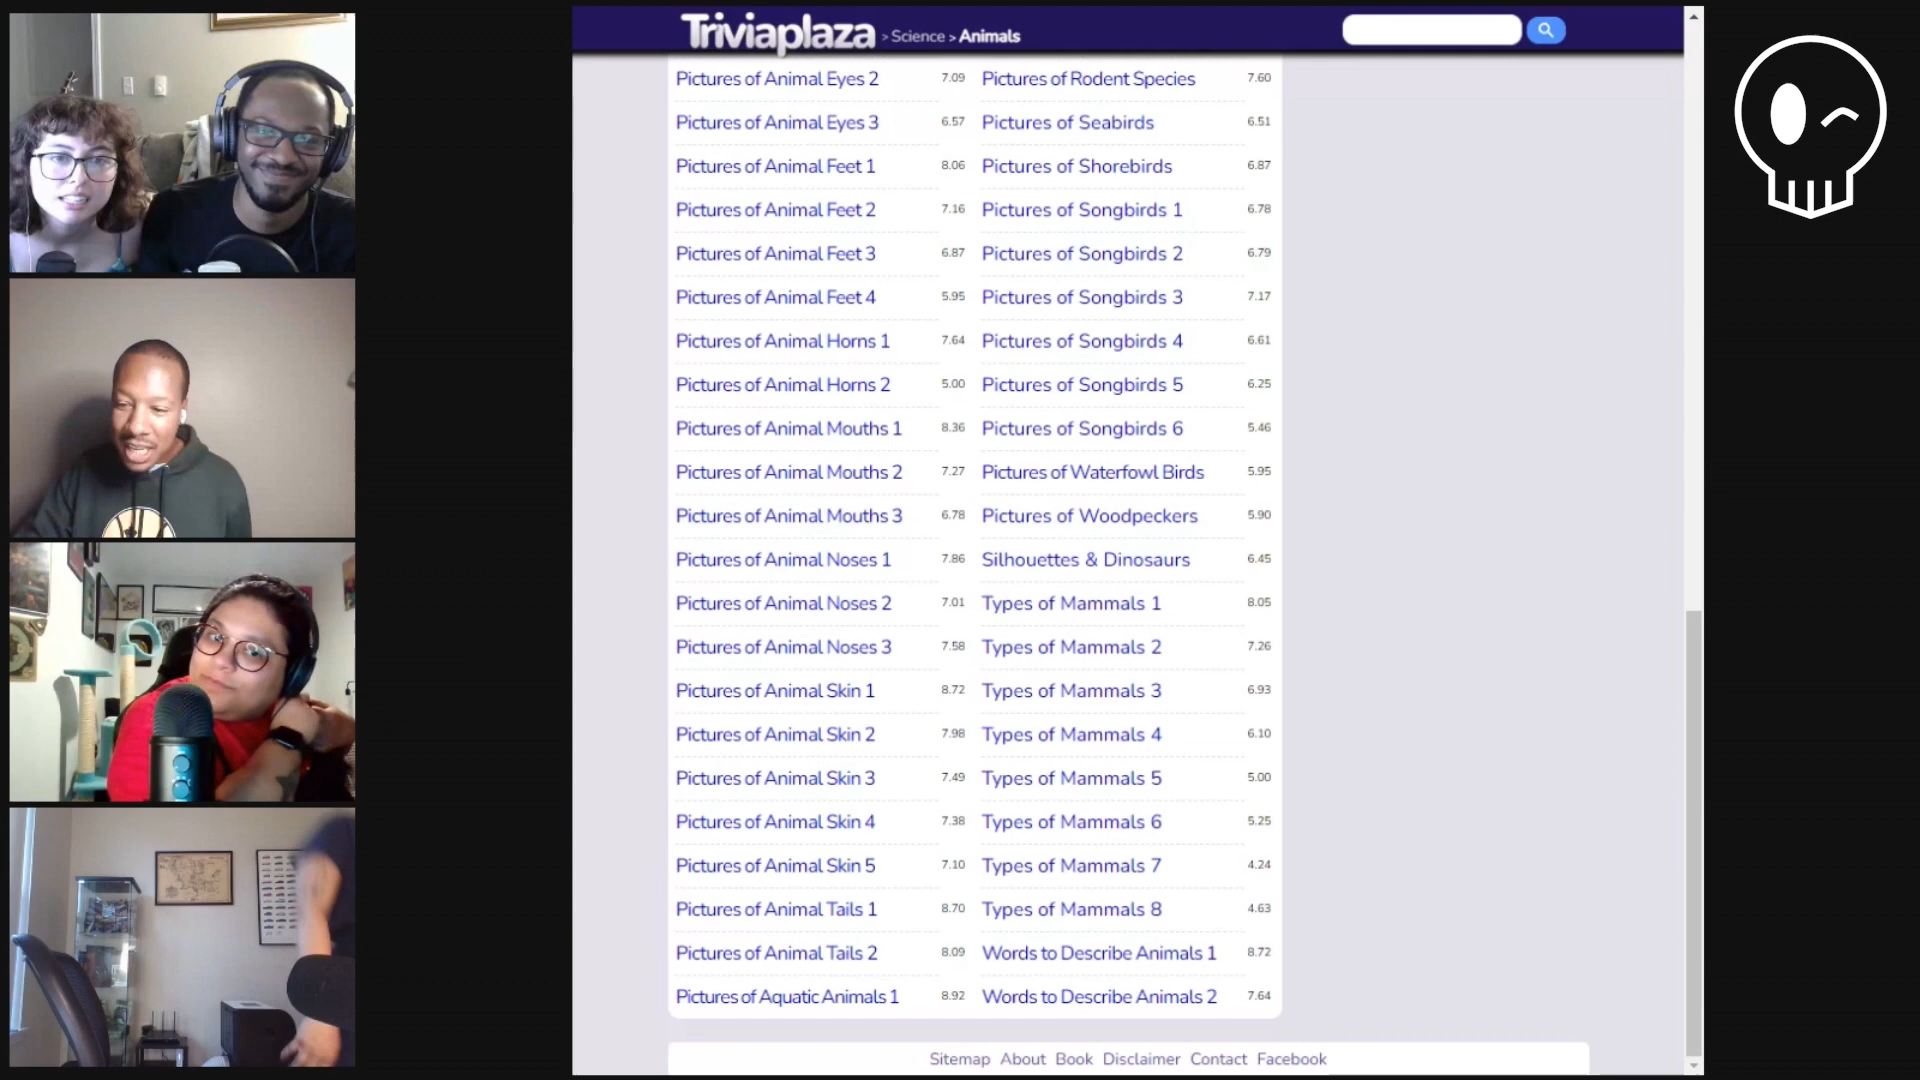 Triviaplaza > Science > Animals
Pictures of Animal Eyes 2 7.09
Pictures of Animal Eyes 3 6.57
Pictures of Animal Feet 1 8.06
Pictures of Animal Feet 2 7.16
Pictures of Animal Feet 3 6.87
Pictures of Animal Feet 4 5.95
Pictures of Animal Horns 1 7.64
Pictures of Animal Horns 2 5.00
Pictures of Animal Mouths 1 8.36
Pictures of Animal Mouths 2 7.27
Pictures of Animal Mouths 3 6.78
Pictures of Animal Noses 1 7.86
Pictures of Animal Noses 2 7.01
Pictures of Animal Noses 3 7.58
Pictures of Animal Skin 1 8.72
Pictures of Animal Skin 2 7.98
Pictures of Animal Skin 3 7.49
Pictures of Animal Skin 4 7.38
Pictures of Animal Skin 5 7.10
Pictures of Animal Tails 1 8.70
Pictures of Animal Tails 2 8.09
Pictures of Aquatic Animals 1 8.92
Pictures of Rodent Species 7.60
Pictures of Seabirds 6.51
Pictures of Shorebirds 6.87
Pictures of Songbirds 1 6.78
Pictures of Songbirds 2 6.79
Pictures of Songbirds 3 7.17
Pictures of Songbirds 4 6.61
Pictures of Songbirds 5 6.25
Pictures of Songbirds 6 5.46
Pictures of Waterfowl Birds 5.95
Pictures of Woodpeckers 5.90
Silhouettes & Dinosaurs 6.45
Types of Mammals 1 8.05
Types of Mammals 2 7.26
Types of Mammals 3 6.93
Types of Mammals 4 6.10
Types of Mammals 5 5.00
Types of Mammals 6 5.25
Types of Mammals 7 4.24
Types of Mammals 8 4.63
Words to Describe Animals 1 8.72
Words to Describe Animals 2 7.64
Sitemap About Book Disclaimer Contact Facebook